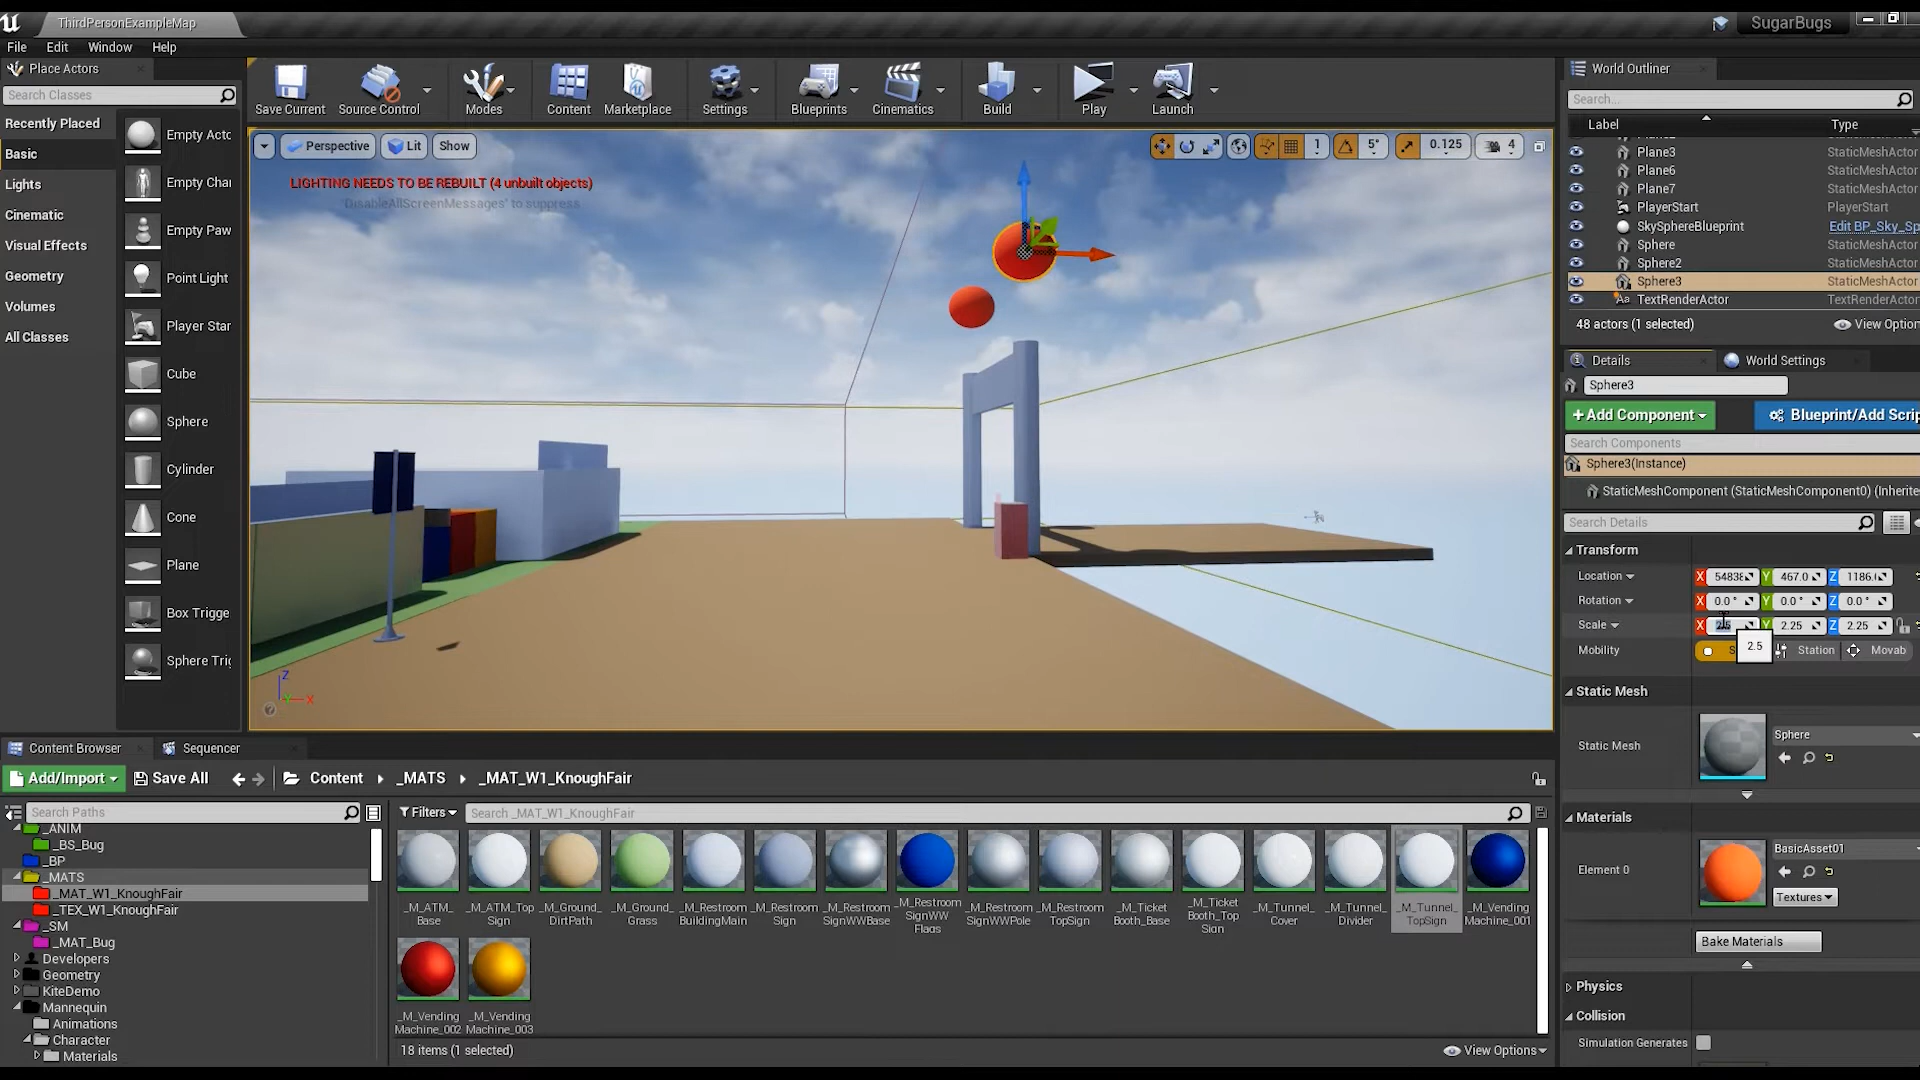 ThirdPersonExampleMap
SugarBugs
File Edit Window Help
Place Actors
Search Classes
Recently Placed
Basic
Lights
Cinematic
Visual Effects
Geometry
Volumes
All Classes
Empty Actc
Empty Cha
Empty Paw
Point Light
Player Star
Cube
Sphere
Cylinder
Cone
Plane
Box Trigge
Sphere Trig
Save Current
Source Control
Modes
Content
Marketplace
Settings
Blueprints
Cinematics
Build
Play
Launch
Perspective
Lit
Show
1
5°
0.125
4
LIGHTING NEEDS TO BE REBUILT (4 unbuilt objects)
'DisableAllScreenMessages' to suppress
Z
X
World Outliner
Search...
Label
Type
Plane3 StaticMeshActor
Plane6 StaticMeshActor
Plane7 StaticMeshActor
PlayerStart PlayerStart
SkySphereBlueprint Edit BP_Sky_Sp
Sphere StaticMeshActor
Sphere2 StaticMeshActor
Sphere3 StaticMeshActor
TextRenderActor TextRenderActor
48 actors (1 selected)
View Option
Details
World Settings
Sphere3
+Add Component
Blueprint/Add Scrip
Search Components
Sphere3(Instance)
StaticMeshComponent (StaticMeshComponent0) (Inherite
Search Details
Transform
Location X 54838 Y 467.0 Z 1186.
Rotation X 0.0° Y 0.0° Z 0.0°
Scale X 2.5 Y 2.25 Z 2.25
Mobility S Station Movab
2.5
Static Mesh
Static Mesh
Sphere
Materials
Element 0
BasicAsset01
Textures
Bake Materials
Physics
Collision
Simulation Generates
Content Browser
Sequencer
Add/Import
Save All
Content
_MATS
_MAT_W1_KnoughFair
Search Paths
_ANIM
_BS_Bug
_BP
_MATS
_MAT_W1_KnoughFair
_TEX_W1_KnoughFair
_SM
_MAT_Bug
Developers
Geometry
KiteDemo
Mannequin
Animations
Character
Materials
Filters
Search _MAT_W1_KnoughFair
_M_ATM_
Base
_M_ATM_Top
Sign
_M_Ground_
DirtPath
_M_Ground_
Grass
_M_Restroom
BuildingMain
_M_Restroom
Sign
_M_Restroom
SignWWBase
_M_Restroom
SignWW
Flags
_M_Restroom
SignWWPole
_M_Restroom
TopSign
_M_Ticket
Booth_Base
_M_Ticket
Booth_Top
Sign
_M_Tunnel_
Cover
_M_Tunnel_
Divider
_M_Tunnel_
TopSign
_M_Vending
Machine_001
_M_Vending
Machine_002
_M_Vending
Machine_003
18 items (1 selected)
View Options